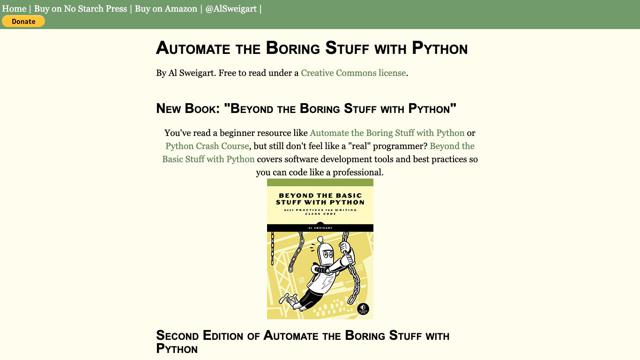 Home | Buy on No Starch Press | Buy on Amazon | @AlSweigart |
Donate
Automate the Boring Stuff with Python
By Al Sweigart. Free to read under a Creative Commons license.
New Book: "Beyond the Boring Stuff with Python"
You've read a beginner resource like Automate the Boring Stuff with Python or
Python Crash Course, but still don't feel like a "real" programmer? Beyond the
Basic Stuff with Python covers software development tools and best practices so
you can code like a professional.
BEYOND THE BASIC
STUFF WITH PYTHON
BEST PRACTICES FOR WRITING
CLEAN CODE
AL SWEIGART
Second Edition of Automate the Boring Stuff with
Python